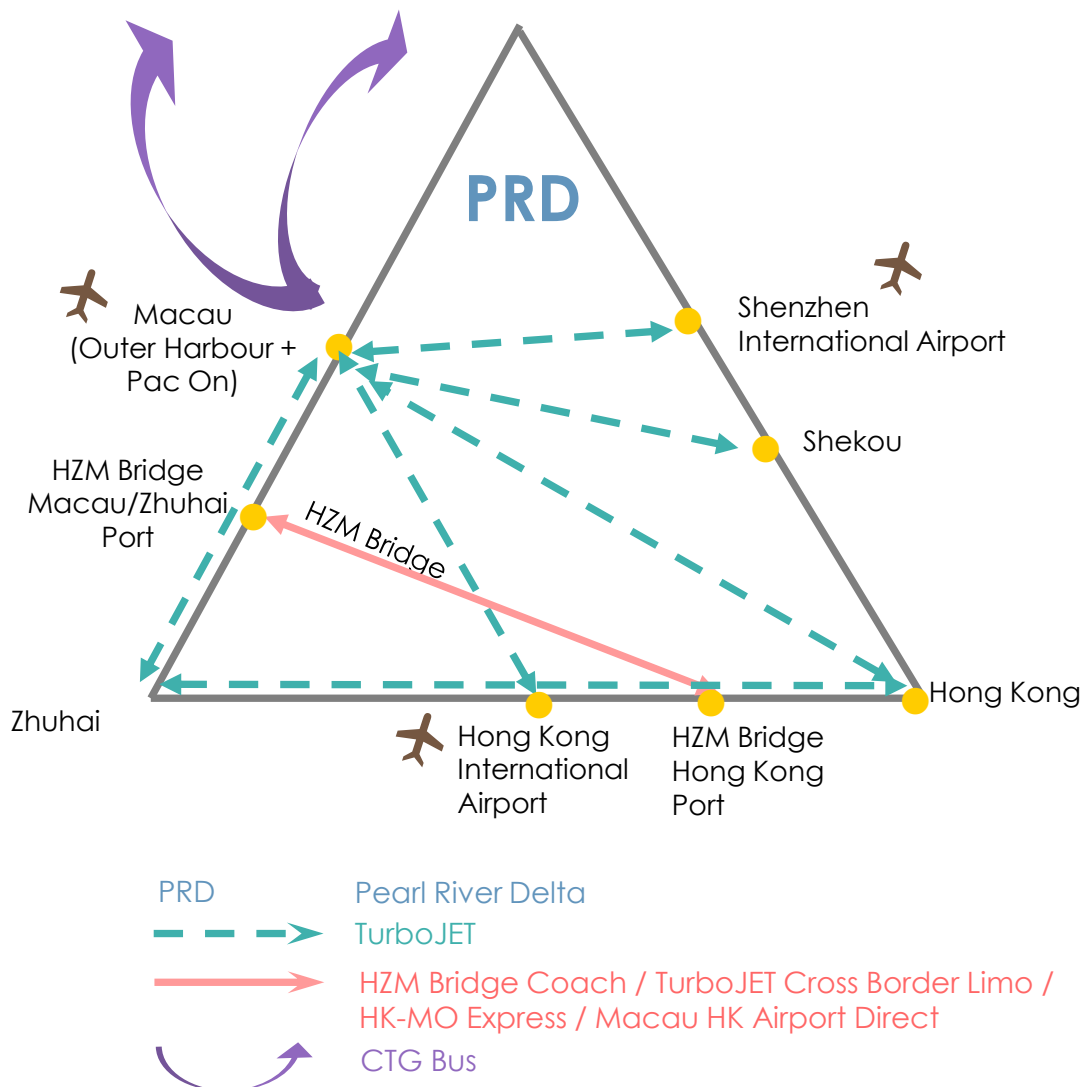 PRD
Macau
(Outer Harbour +
Pac On)
Shenzhen
International Airport
Shekou
HZM Bridge
Macau/Zhuhai
Port
HZM Bridge
Hong Kong
Zhuhai
Hong Kong
International
Airport
HZM Bridge
Hong Kong
Port
PRD Pearl River Delta
TurboJET
HZM Bridge Coach / TurboJET Cross Border Limo /
HK-MO Express / Macau HK Airport Direct
CTG Bus